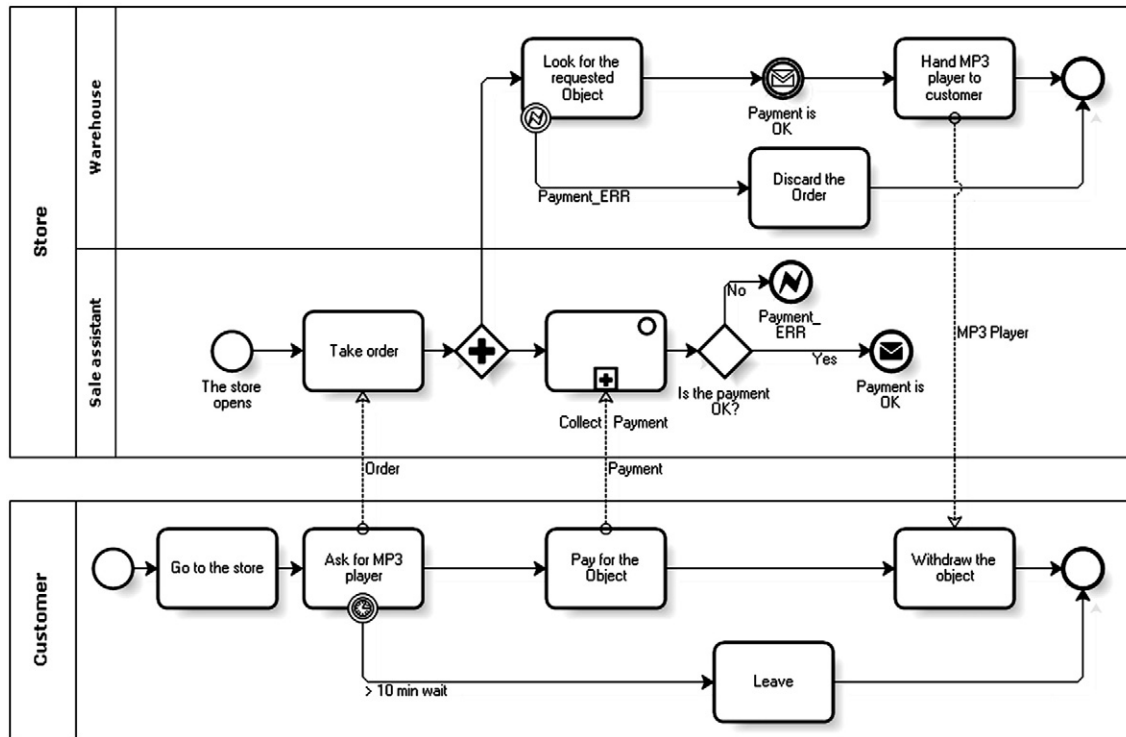 Store
Warehouse
Look for the
requested
Object
Payment is
OK
Hand MP3
player to
customer
Payment_ERR
Discard the
Order
Sale assistant
The store
opens
Take order
Collect
Payment
Is the payment
OK?
No
Payment_
ERR
Yes
Payment is
OK
MP3 Player
Order
Payment
Customer
Go to the store
Ask for MP3
player
Pay for the
Object
Withdraw the
object
> 10 min wait
Leave